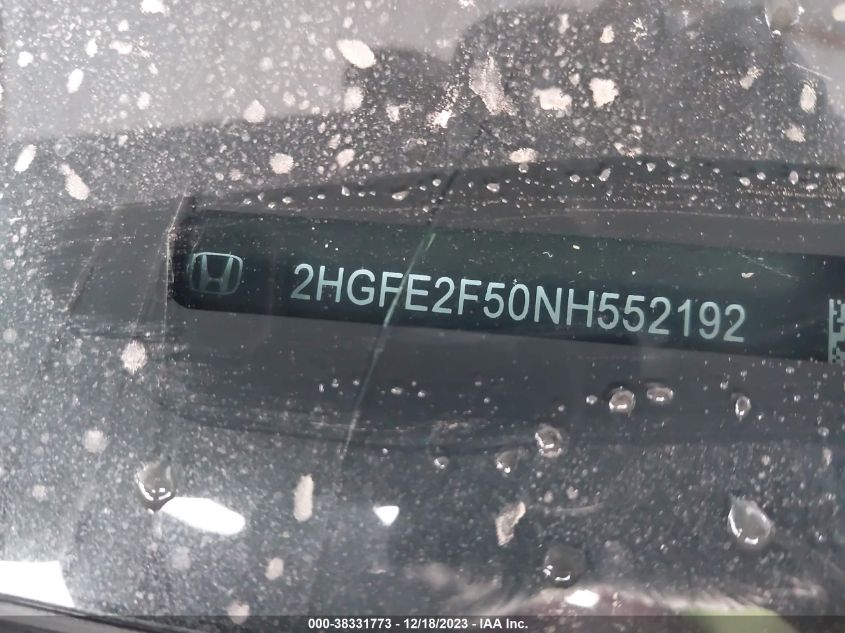 2HGFE2F50NH552192
000-38331773 - 12/18/2023 - IAA Inc.